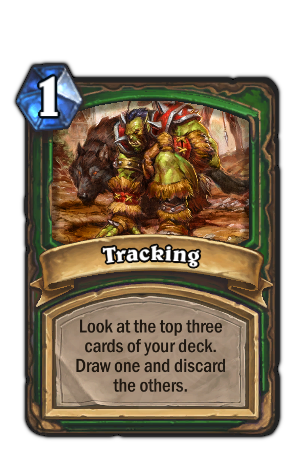 1
Tracking
Look at the top three
cards of your deck.
Draw one and discard
the others.